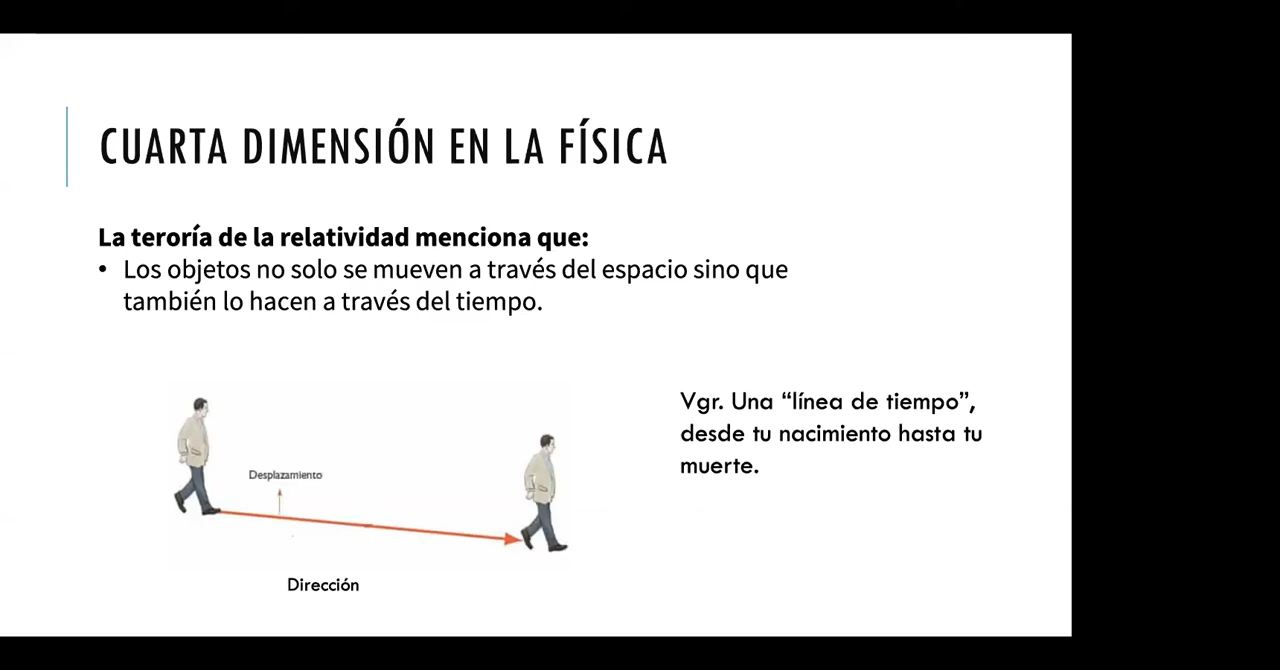 CUARTA DIMENSIÓN EN LA FÍSICA
La teroría de la relatividad menciona que:
• Los objetos no solo se mueven a través del espacio sino que
también lo hacen a través del tiempo.
Desplazamiento
Dirección
Vgr. Una “línea de tiempo”,
desde tu nacimiento hasta tu
muerte.